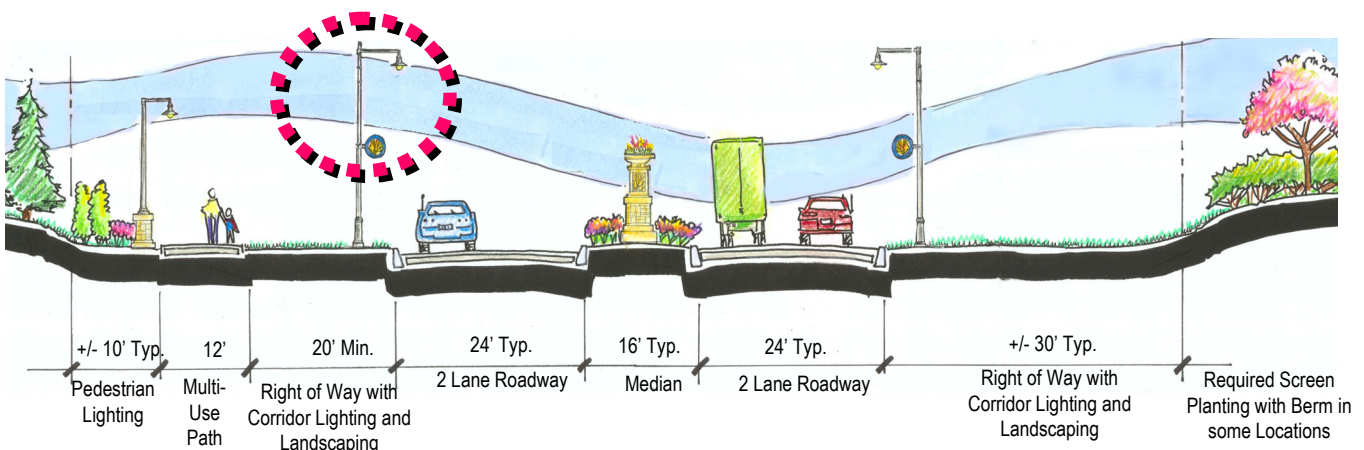 +/- 10’ Typ.
12’
20’ Min.
24’ Typ.
16’ Typ.
24’ Typ.
+/- 30’ Typ.
Pedestrian
Lighting
Multi-
Use
Path
Right of Way with
Corridor Lighting and
Landscaping
2 Lane Roadway
Median
2 Lane Roadway
Right of Way with
Corridor Lighting and
Landscaping
Required Screen
Planting with Berm in
some Locations